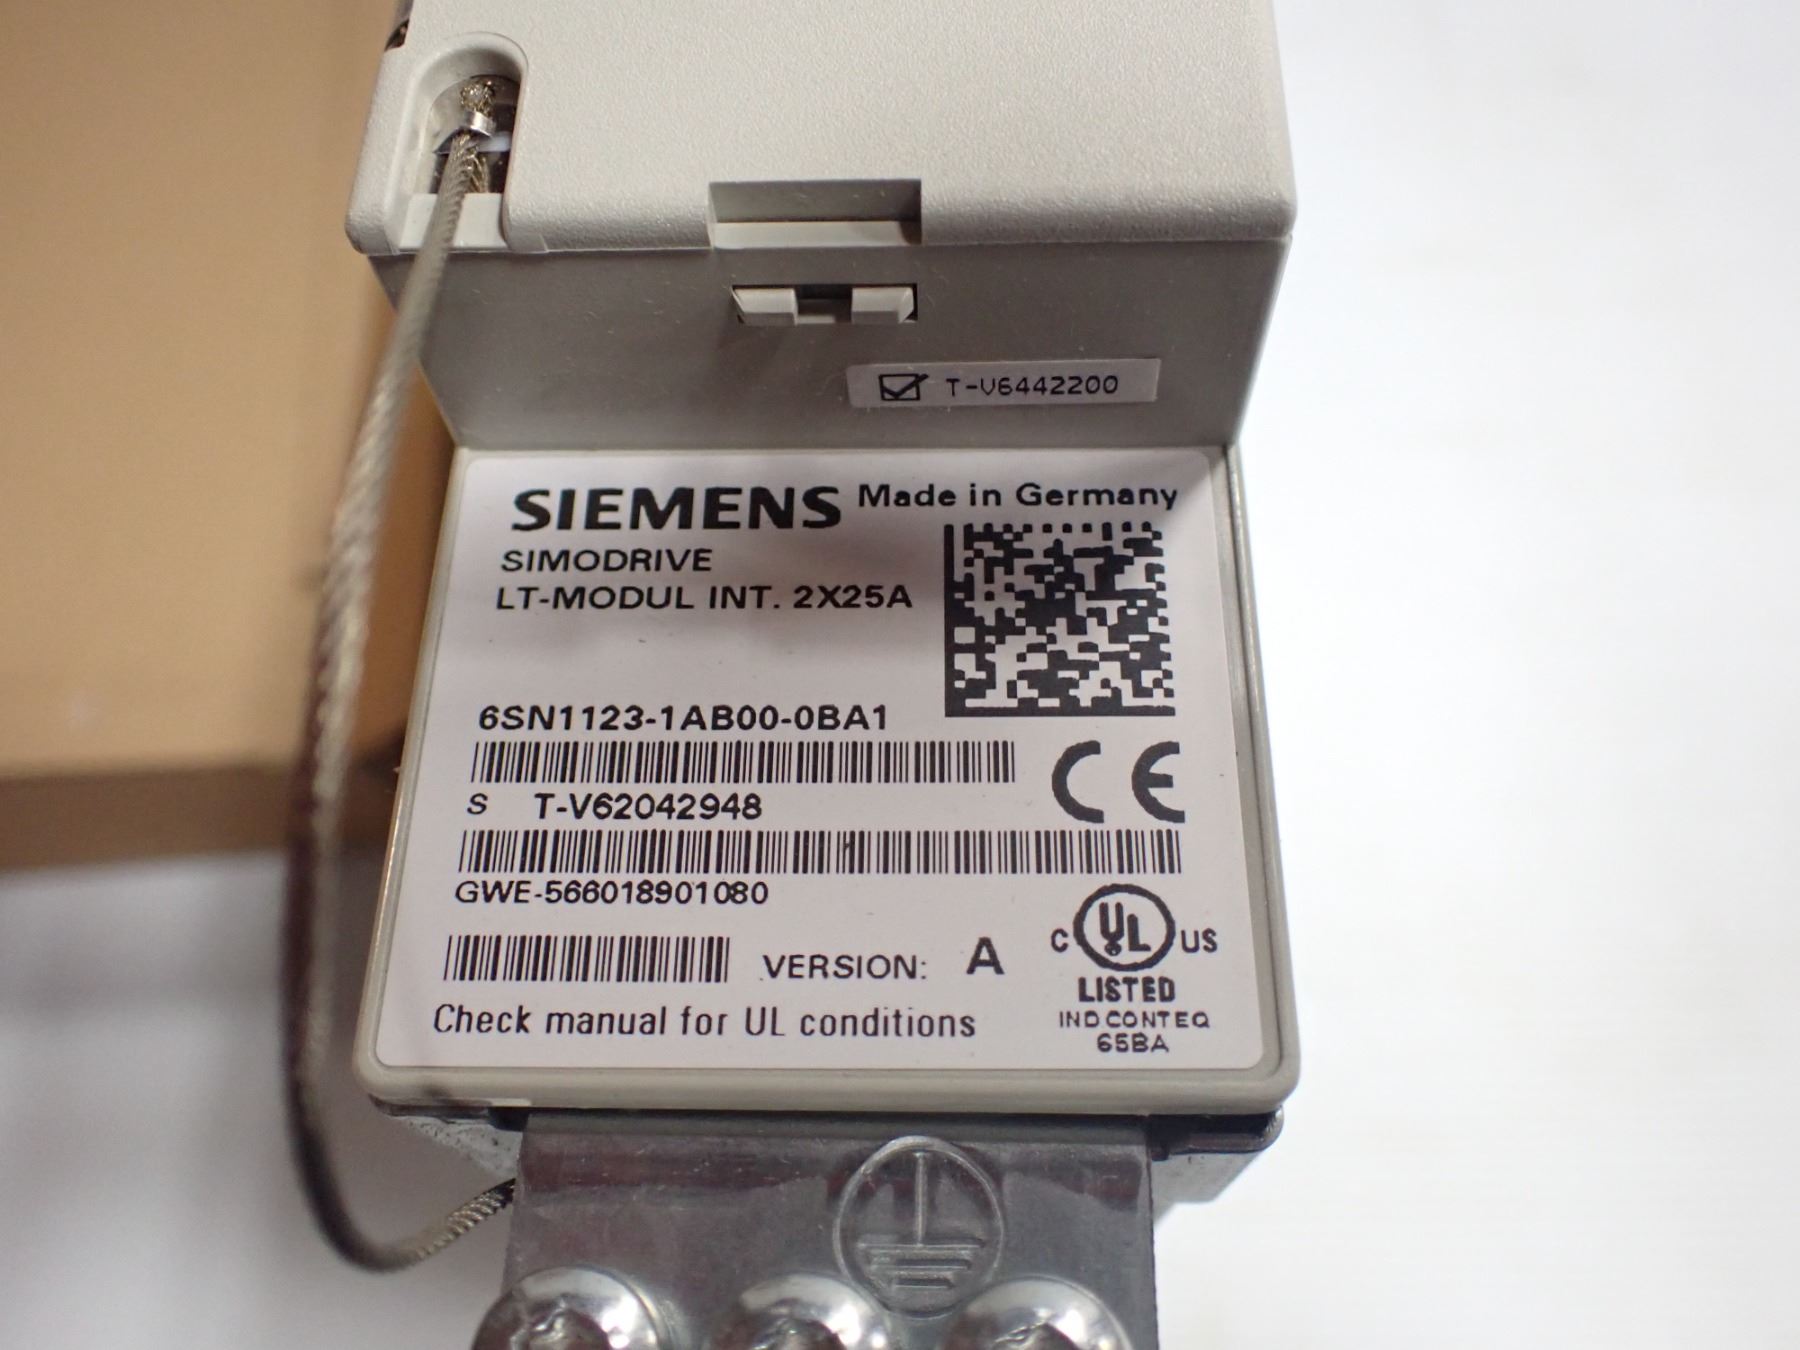 T-V6442200
SIEMENS Made in Germany
SIMODRIVE
LT-MODUL INT. 2X25A
6SN1123-1AB00-0BA1
CE
S T-V62042948
GWE-566018901080
VERSION: A
C UL US
LISTED
IND CONT EQ
65BA
Check manual for UL conditions